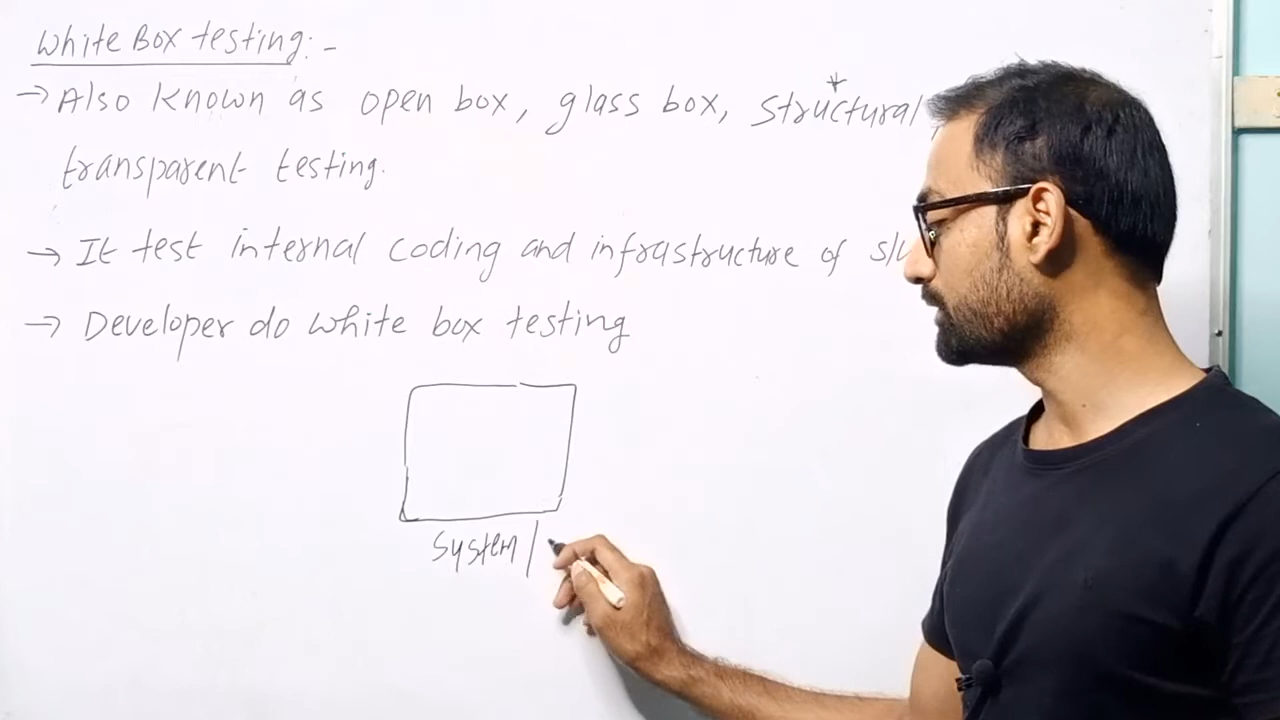 White Box testing:-
→ Also known as open box, glass box, structural,
transparent testing.
→ It test internal coding and infrastructure of
→ Developer do white box testing
System /